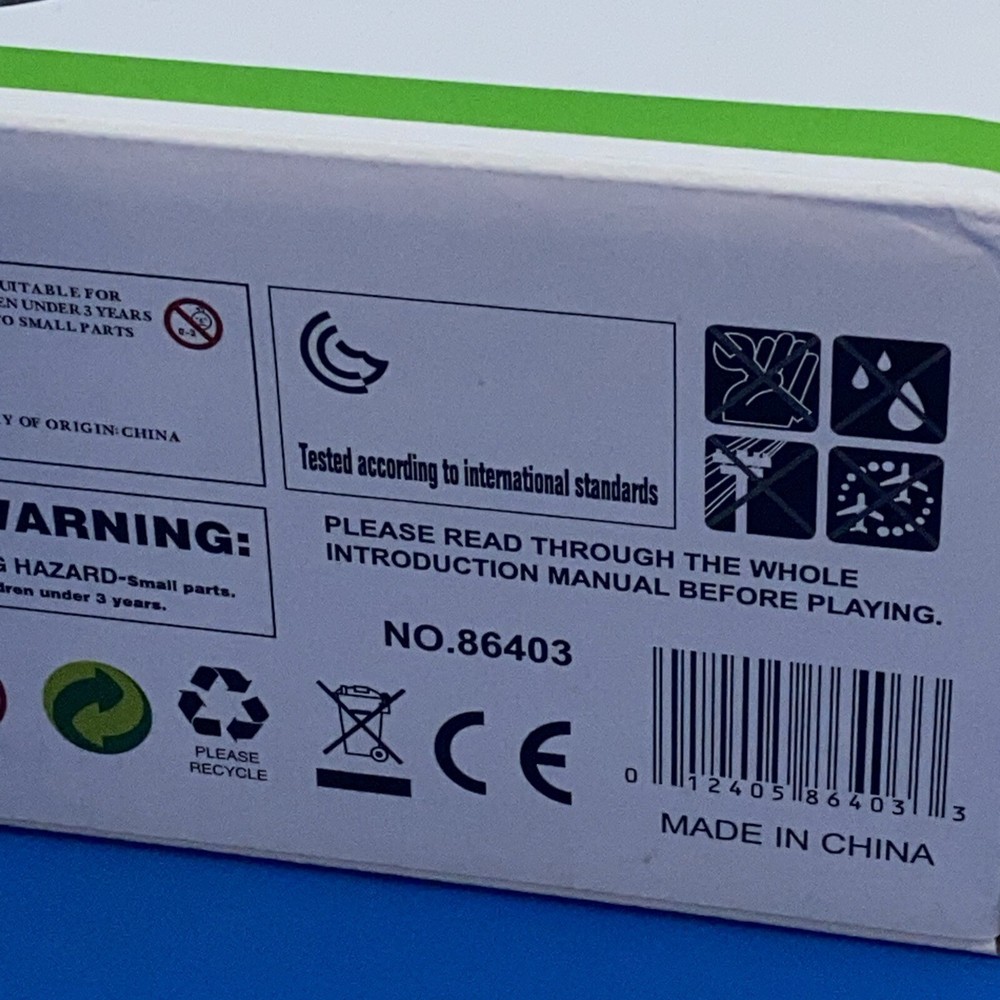 UITABLE FOR
EN UNDER 3 YEARS
O SMALL PARTS
0-3
Y OF ORIGIN:CHINA
Tested according to international standards
WARNING:
G HAZARD-Small parts.
dren under 3 years.
PLEASE READ THROUGH THE WHOLE
INTRODUCTION MANUAL BEFORE PLAYING.
NO.86403
PLEASE
RECYCLE
CE
0 12405 86403 3
MADE IN CHINA